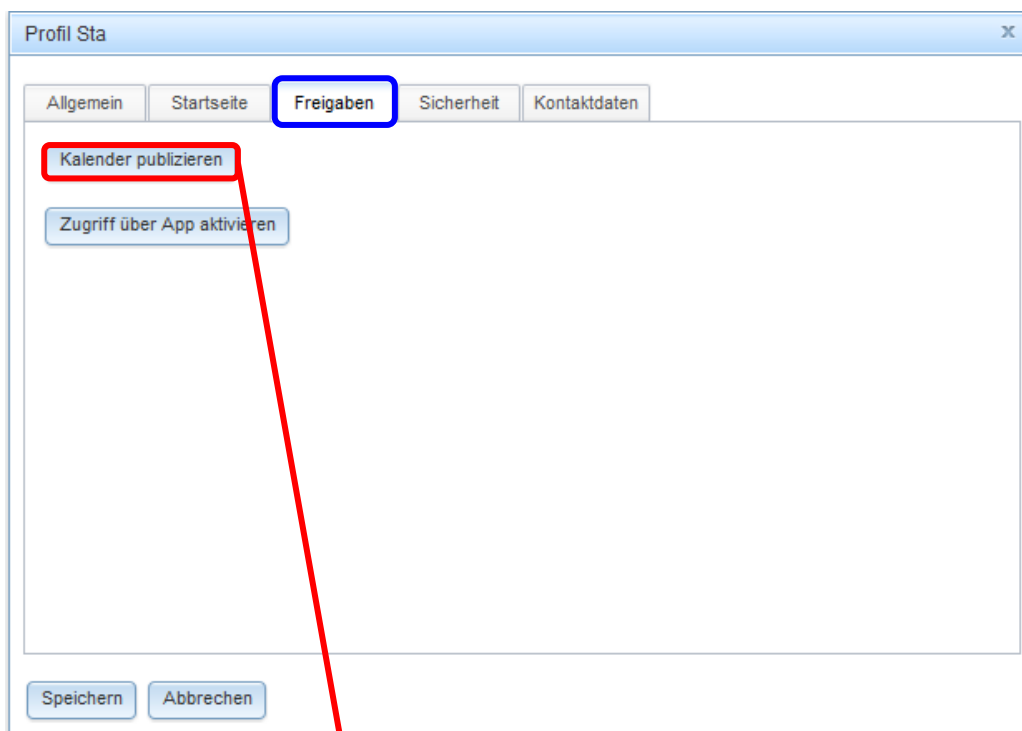 Profil Sta x
Allgemein Startseite Freigaben Sicherheit Kontaktdaten
Kalender publizieren
Zugriff über App aktivieren
Speichern Abbrechen